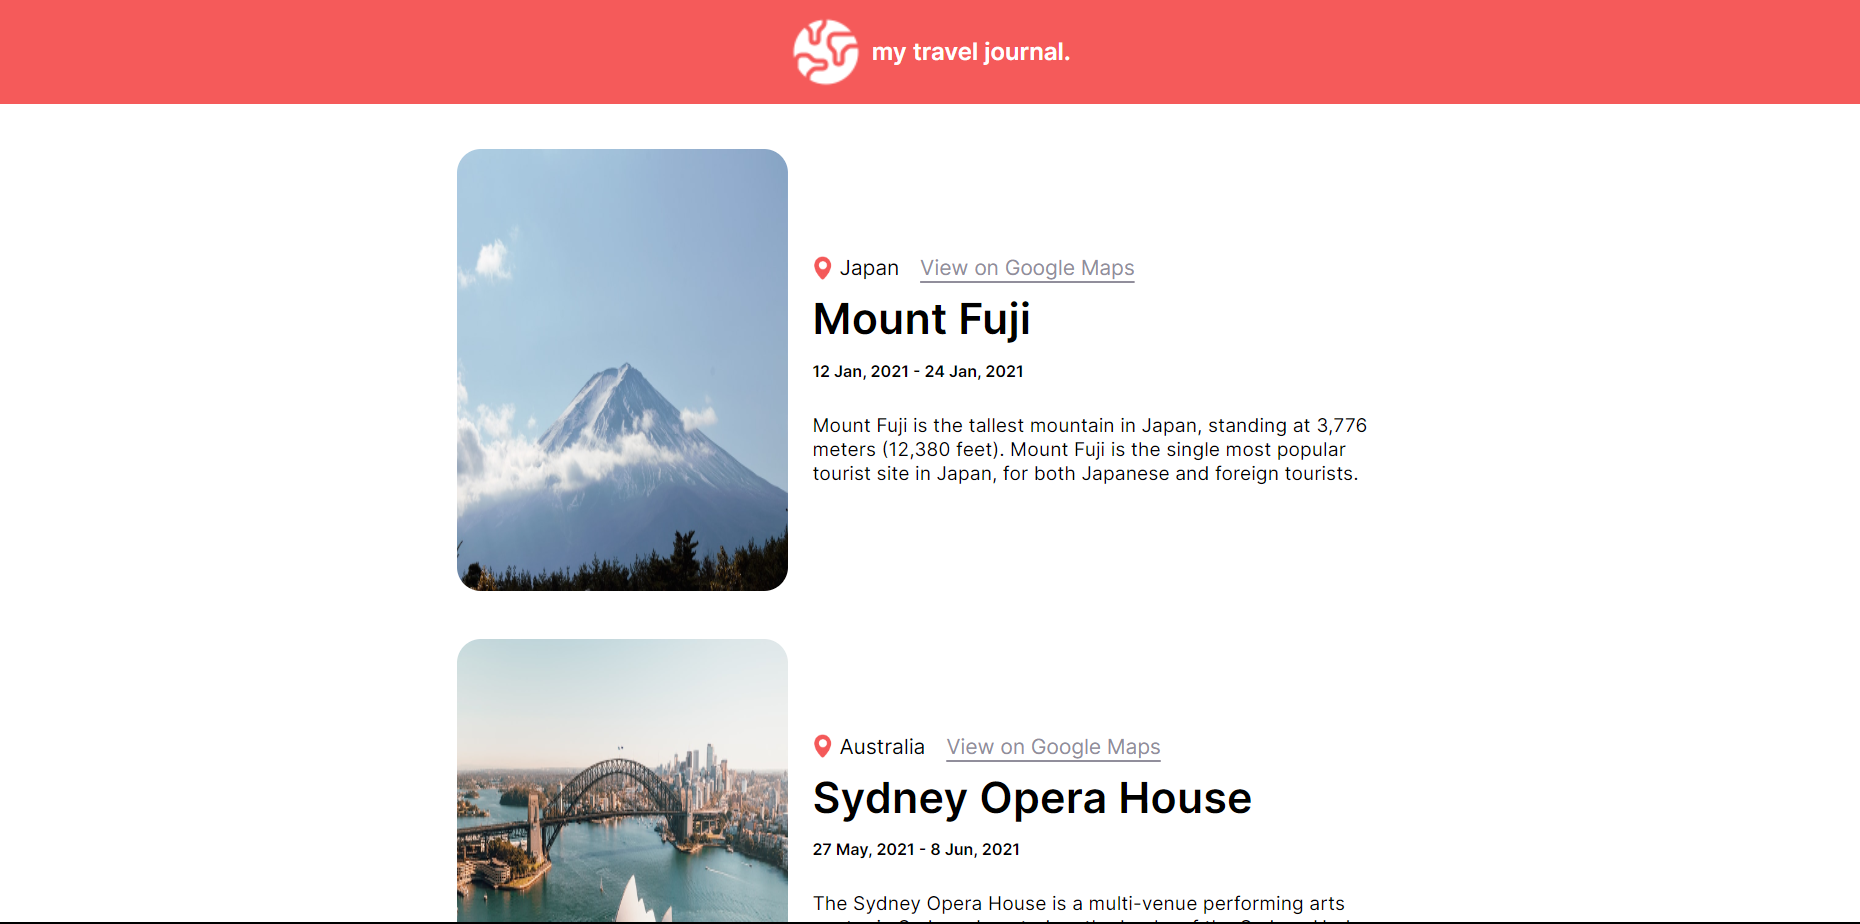 my travel journal.
Japan View on Google Maps
Mount Fuji
12 Jan, 2021 - 24 Jan, 2021
Mount Fuji is the tallest mountain in Japan, standing at 3,776
meters (12,380 feet). Mount Fuji is the single most popular
tourist site in Japan, for both Japanese and foreign tourists.
Australia View on Google Maps
Sydney Opera House
27 May, 2021 - 8 Jun, 2021
The Sydney Opera House is a multi-venue performing arts